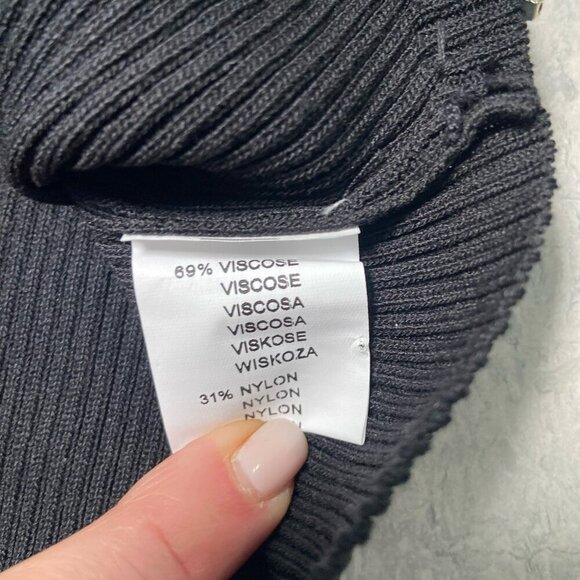 69% VISCOSE
VISCOSE
VISCOSA
VISCOSA
VISKOSE
WISKOZA
31% NYLON
NYLON
NYLON